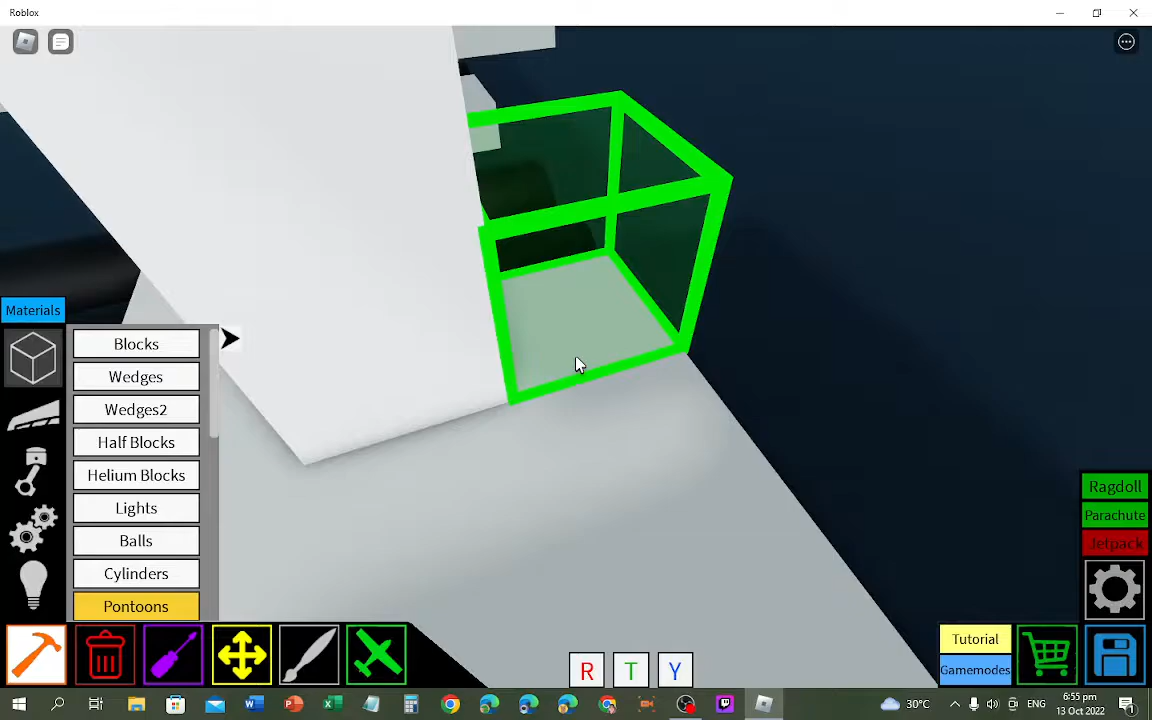 Roblox
Materials
Blocks
Wedges
Wedges2
Half Blocks
Helium Blocks
Lights
Balls
Cylinders
Pontoons
Ragdoll
Parachute
Jetpack
Tutorial
Gamemodes
R T Y
30°C
ENG
6:55 pm
13 Oct 2022
1